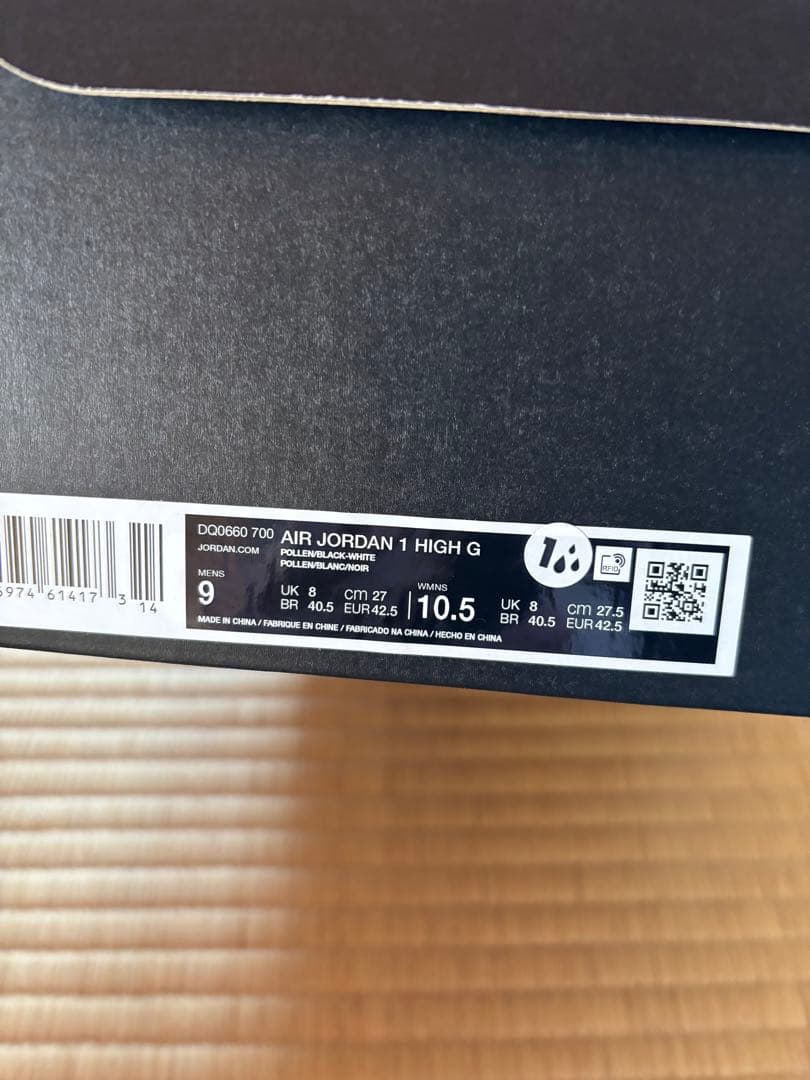 DQ0660 700 AIR JORDAN 1 HIGH G
JORDAN.COM
POLLEN/BLACK-WHITE
POLLEN/BLANC/NOIR
MENS
9
UK 8 cm 27
BR 40.5 EUR 42.5
WMNS
10.5
UK 8 cm 27.5
BR 40.5 EUR 42.5
MADE IN CHINA / FABRIQUE EN CHINE / FABRICADO NA CHINA / HECHO EN CHINA
1
RFID
974 61417 3 14